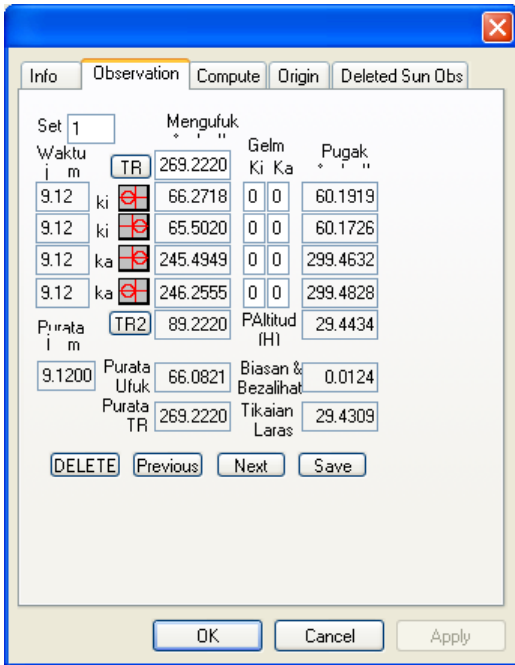 Info Observation Compute Origin Deleted Sun Obs
Set 1 Mengufuk
° ' "
Waktu Gelm Pugak
j m TR 269.2220 Ki Ka ° ' "
9.12 ki 66.2718 0 0 60.1919
9.12 ki 65.5020 0 0 60.1726
9.12 ka 245.4949 0 0 299.4632
9.12 ka 246.2555 0 0 299.4828
Purata TR2 89.2220 PAltitud 29.4434
j m (H)
9.1200 Purata Ufuk 66.0821 Biasan & Bezalihat 0.0124
Purata TR 269.2220 Tikaian Laras 29.4309
DELETE Previous Next Save
OK Cancel Apply